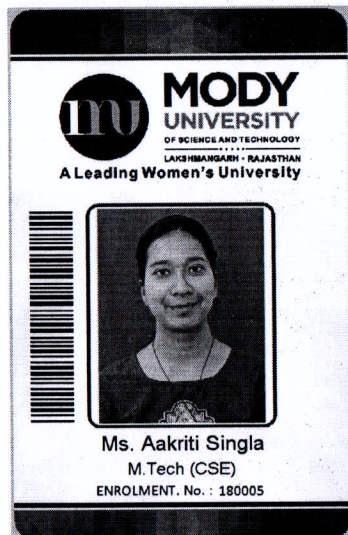 mu
MODY
UNIVERSITY
OF SCIENCE AND TECHNOLOGY
LAKSHMANGARH • RAJASTHAN
A Leading Women's University
Ms. Aakriti Singla
M.Tech (CSE)
ENROLMENT. No. : 180005